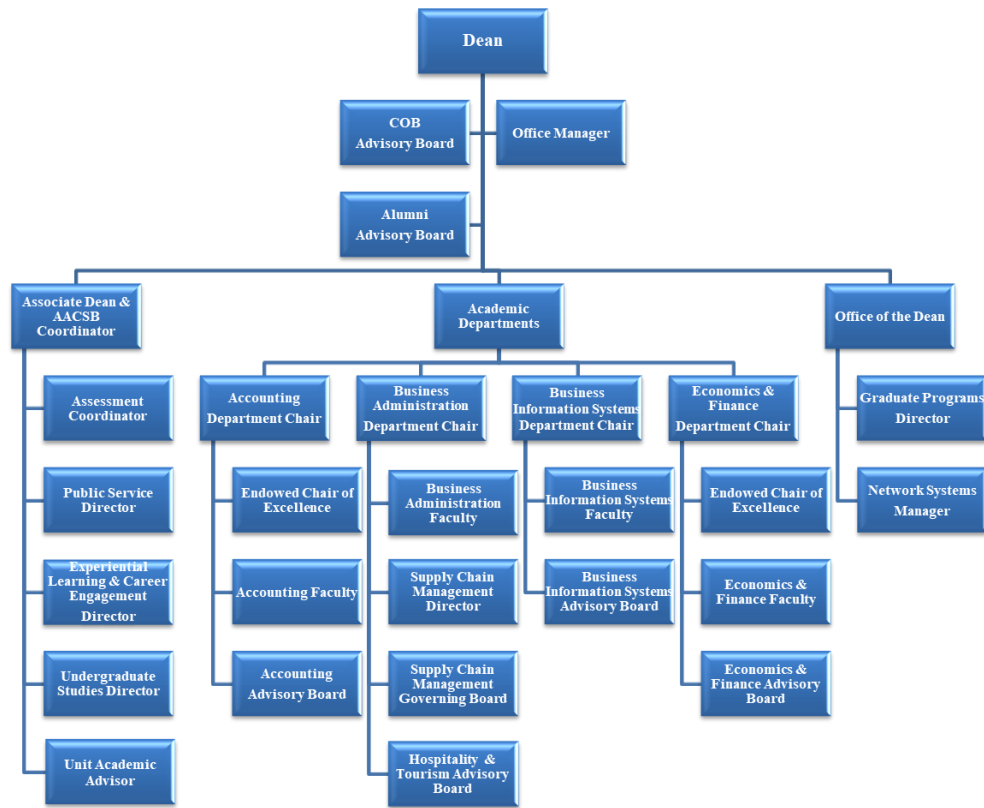 Dean
COB
Advisory Board
Office Manager
Alumni
Advisory Board
Associate Dean &
AACSB
Coordinator
Academic
Departments
Office of the Dean
Assessment
Coordinator
Public Service
Director
Experiential
Learning & Career
Engagement
Director
Undergraduate
Studies Director
Unit Academic
Advisor
Accounting
Department Chair
Endowed Chair of
Excellence
Accounting Faculty
Accounting
Advisory Board
Business
Administration
Department Chair
Business
Administration
Faculty
Supply Chain
Management
Director
Supply Chain
Management
Governing Board
Hospitality &
Tourism Advisory
Board
Business
Information Systems
Department Chair
Business
Information Systems
Faculty
Business
Information Systems
Advisory Board
Economics &
Finance
Department Chair
Endowed Chair of
Excellence
Economics &
Finance Faculty
Economics &
Finance Advisory
Board
Graduate Programs
Director
Network Systems
Manager